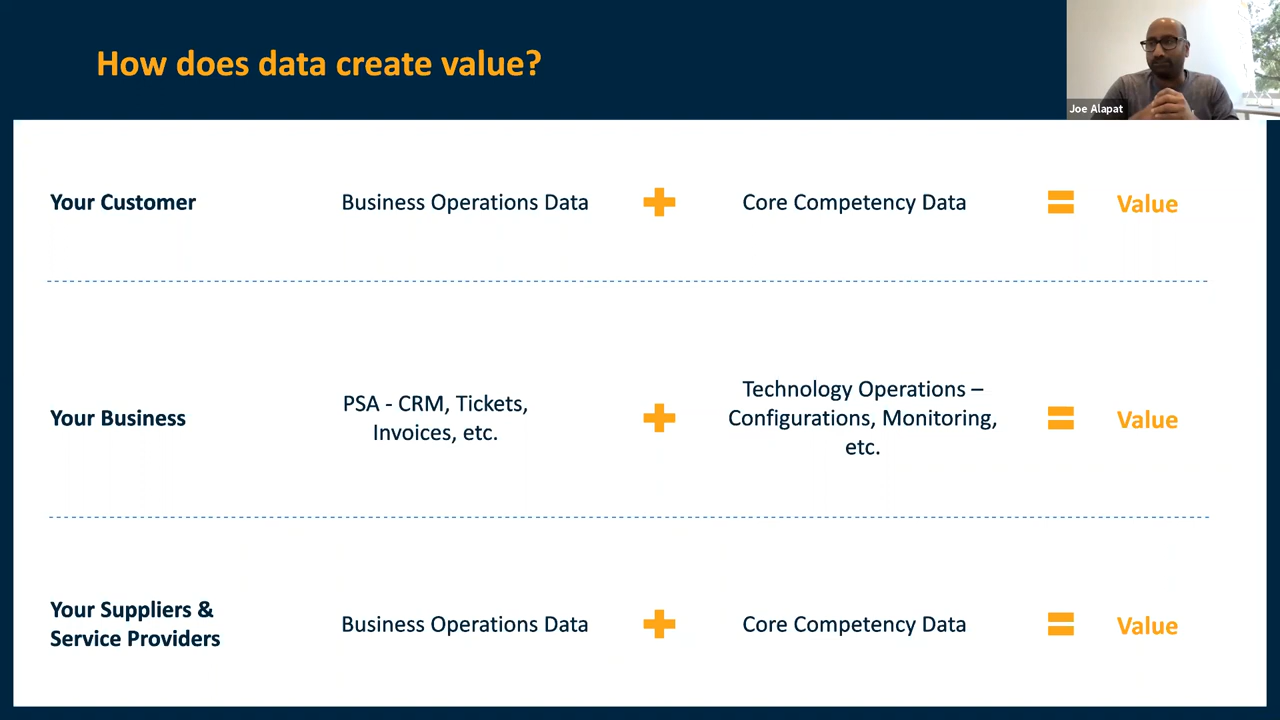 How does data create value?
Joe Alapat
Your Customer
Business Operations Data
Core Competency Data
Value
Your Business
PSA - CRM, Tickets,
Invoices, etc.
Technology Operations –
Configurations, Monitoring,
etc.
Value
Your Suppliers &
Service Providers
Business Operations Data
Core Competency Data
Value